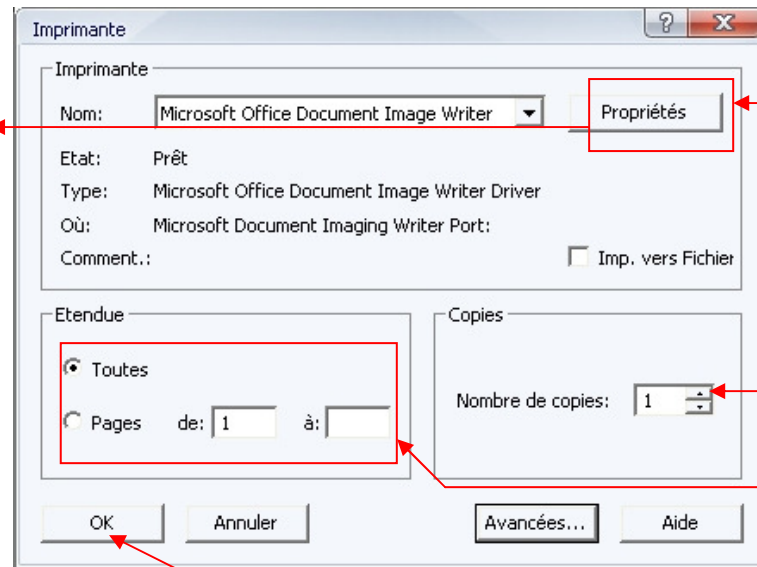 Imprimante
Imprimante
Nom: Microsoft Office Document Image Writer Propriétés
Etat: Prêt
Type: Microsoft Office Document Image Writer Driver
Où: Microsoft Document Imaging Writer Port:
Comment.: Imp. vers Fichier
Etendue Copies
Toutes
Nombre de copies: 1
Pages de: 1 à:
OK Annuler Avancées... Aide